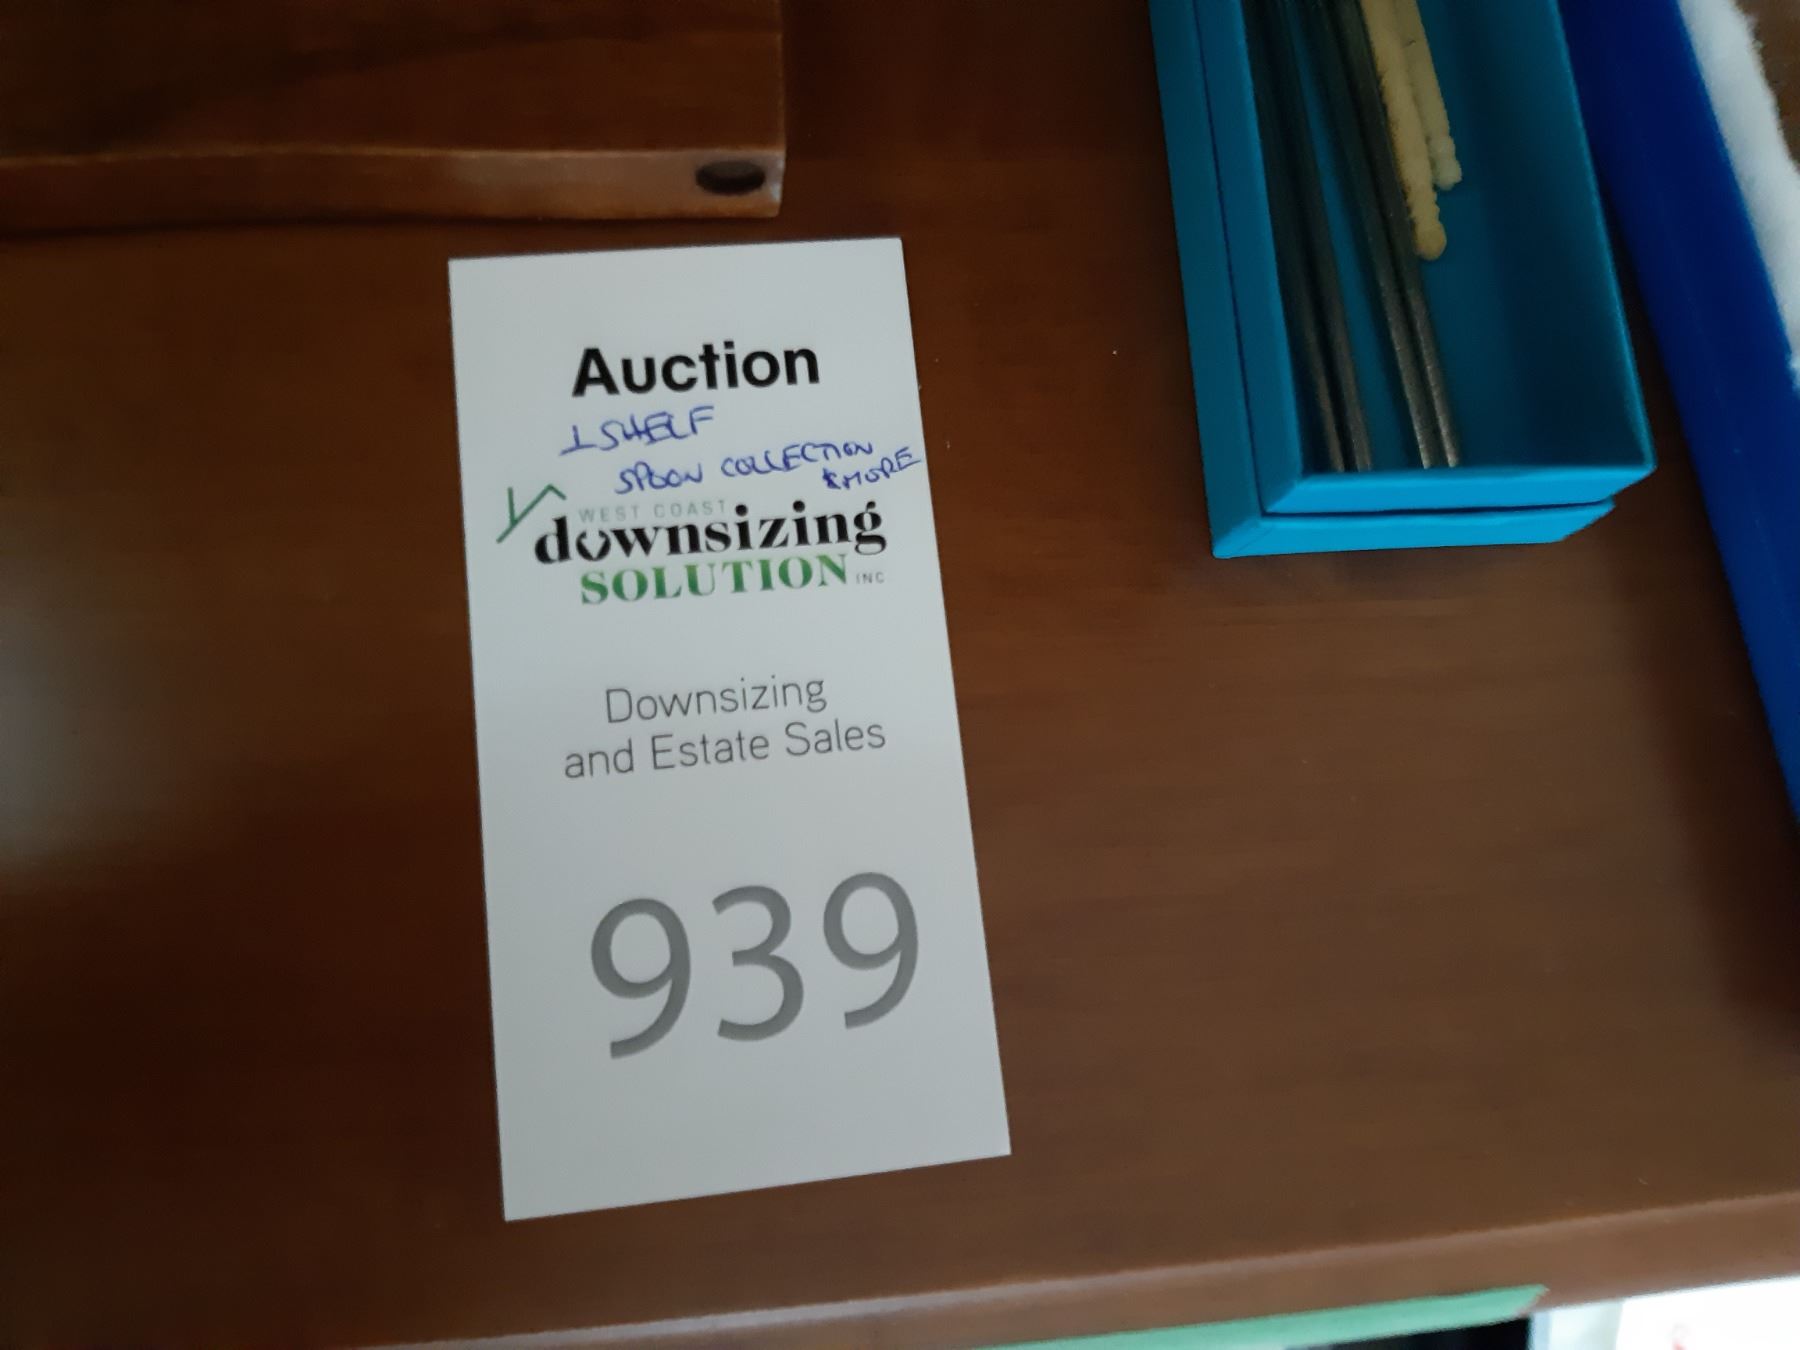 Auction
1 SHELF
SPOON COLLECTION
& MORE
WEST COAST
downsizing
SOLUTION INC
Downsizing
and Estate Sales
939